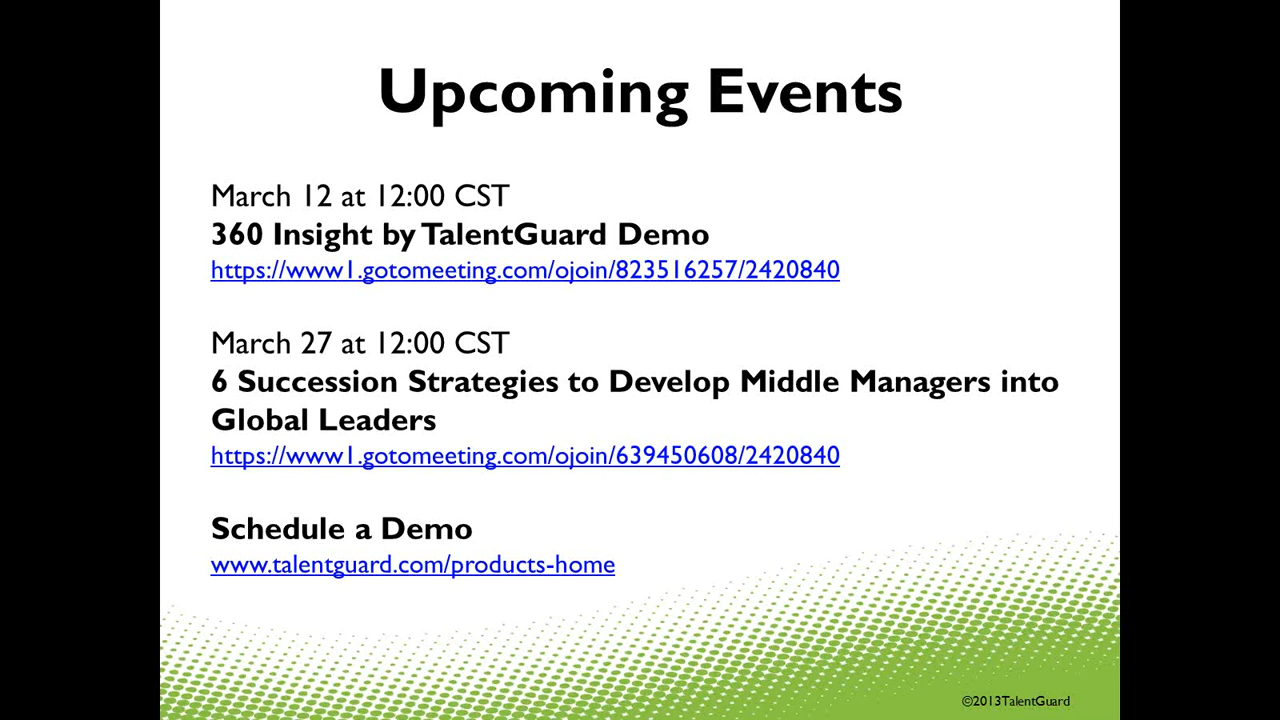 Upcoming Events
March 12 at 12:00 CST
360 Insight by TalentGuard Demo
https://www1.gotomeeting.com/ojoin/823516257/2420840
March 27 at 12:00 CST
6 Succession Strategies to Develop Middle Managers into
Global Leaders
https://www1.gotomeeting.com/ojoin/639450608/2420840
Schedule a Demo
www.talentguard.com/products-home
©2013TalentGuard